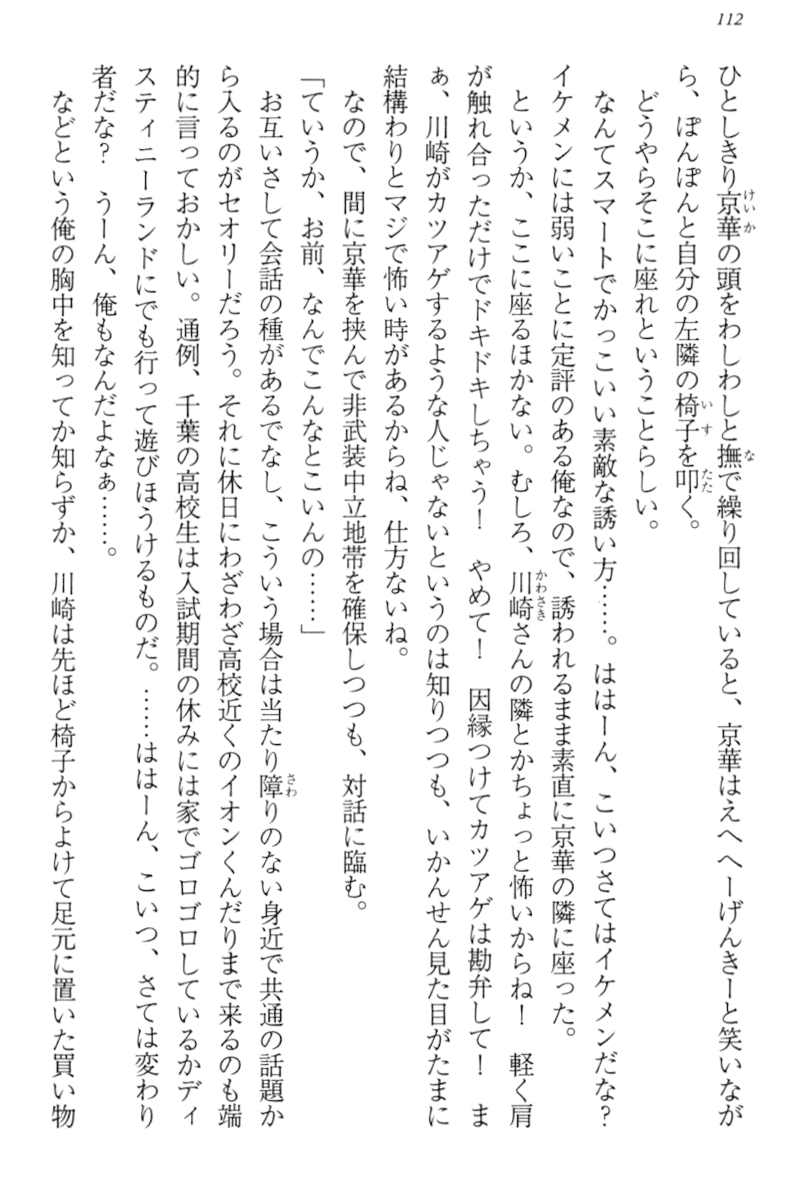 112
ひとしきり京華の頭をわしわしと撫で繰り回していると、京華はえへへーげんきーと笑いなが
ら、ぽんぽんと自分の左隣の椅子を叩く。
どうやらそこに座れということらしい。
なんてスマートでかっこいい素敵な誘い方……。ははーん、こいつさてはイケメンだな？
イケメンには弱いことに定評のある俺なので、誘われるまま素直に京華の隣に座った。
というか、ここに座るほかない。むしろ、川崎さんの隣とかちょっと怖いからね！　軽く肩
が触れ合っただけでドキドキしちゃう！　やめて！　因縁つけてカツアゲは勘弁して！　ま
ぁ、川崎がカツアゲするような人じゃないというのは知りつつも、いかんせん見た目がたまに
結構わりとマジで怖い時があるからね、仕方ないね。
なので、間に京華を挟んで非武装中立地帯を確保しつつも、対話に臨む。
「ていうか、お前、なんでこんなとこいんの……」
お互いさして会話の種があるでなし、こういう場合は当たり障りのない身近で共通の話題か
ら入るのがセオリーだろう。それに休日にわざわざ高校近くのイオンくんだりまで来るのも端
的に言っておかしい。通例、千葉の高校生は入試期間の休みには家でゴロゴロしているかディ
スティニーランドにでも行って遊びほうけるものだ。……ははーん、こいつ、さては変わり
者だな？　うーん、俺もなんだよなぁ……。
などという俺の胸中を知ってか知らずか、川崎は先ほど椅子からよけて足元に置いた買い物